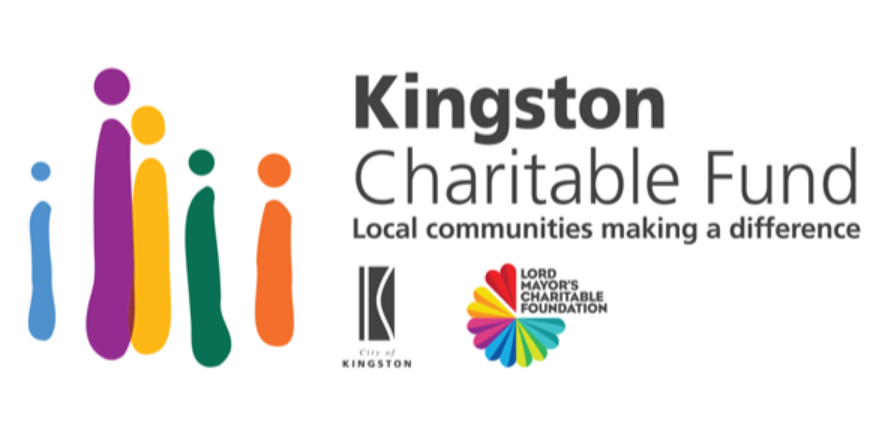 Kingston
Charitable Fund
Local communities making a difference
City of
KINGSTON
LORD
MAYOR'S
CHARITABLE
FOUNDATION